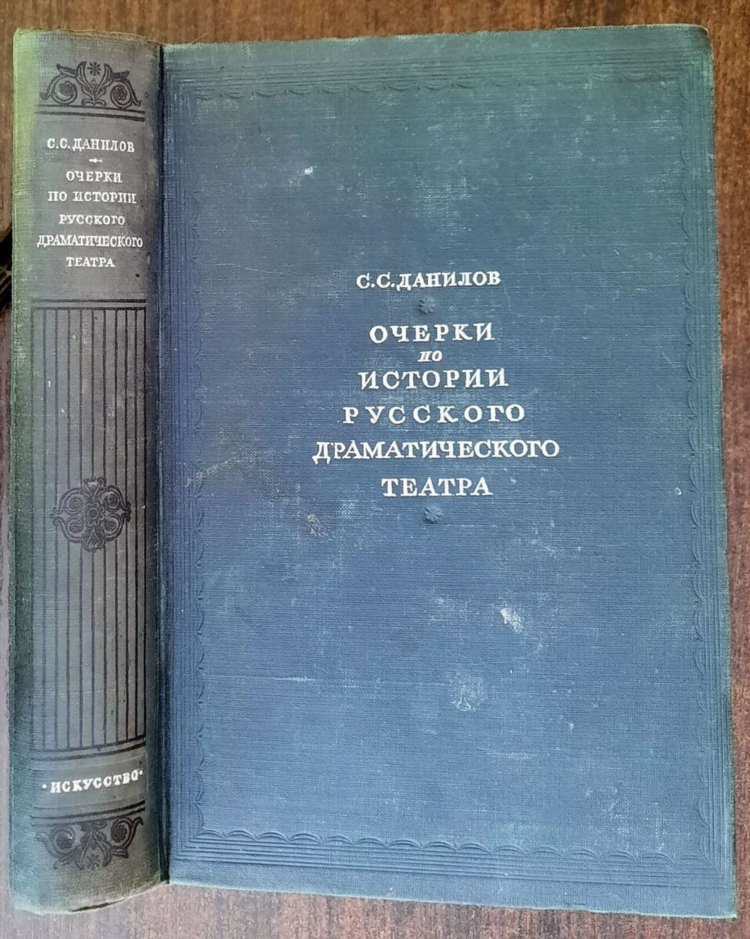 С.С.ДАНИЛОВ
ОЧЕРКИ
ПО ИСТОРИИ
РУССКОГО
ДРАМАТИЧЕСКОГО
ТЕАТРА
•ИСКУССТВО•
С.С.ДАНИЛОВ
ОЧЕРКИ
ПО
ИСТОРИИ
РУССКОГО
ДРАМАТИЧЕСКОГО
ТЕАТРА